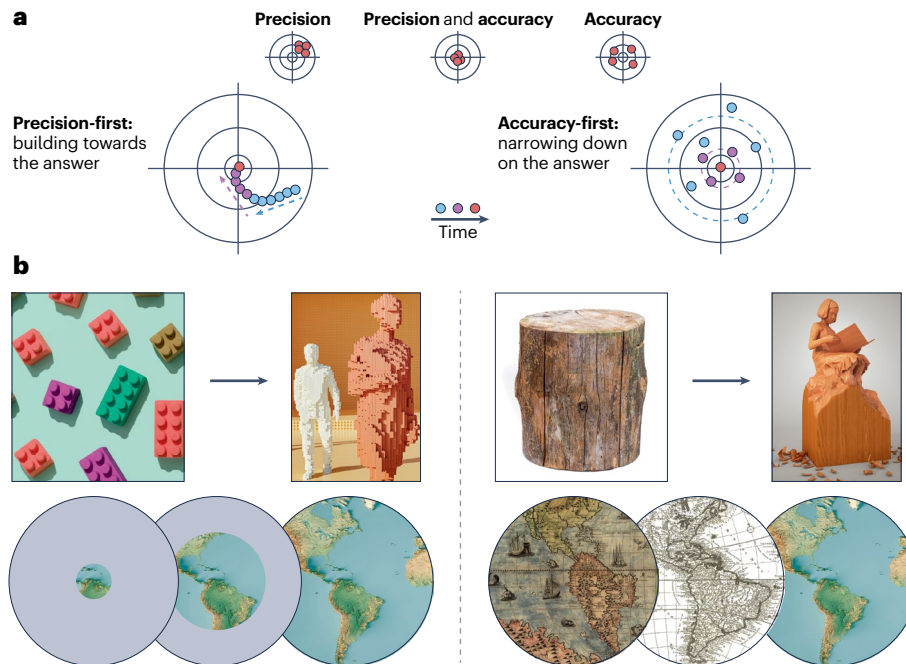 a
Precision
Precision and accuracy
Accuracy
Precision-first:
building towards
the answer
Accuracy-first:
narrowing down
on the answer
Time
b